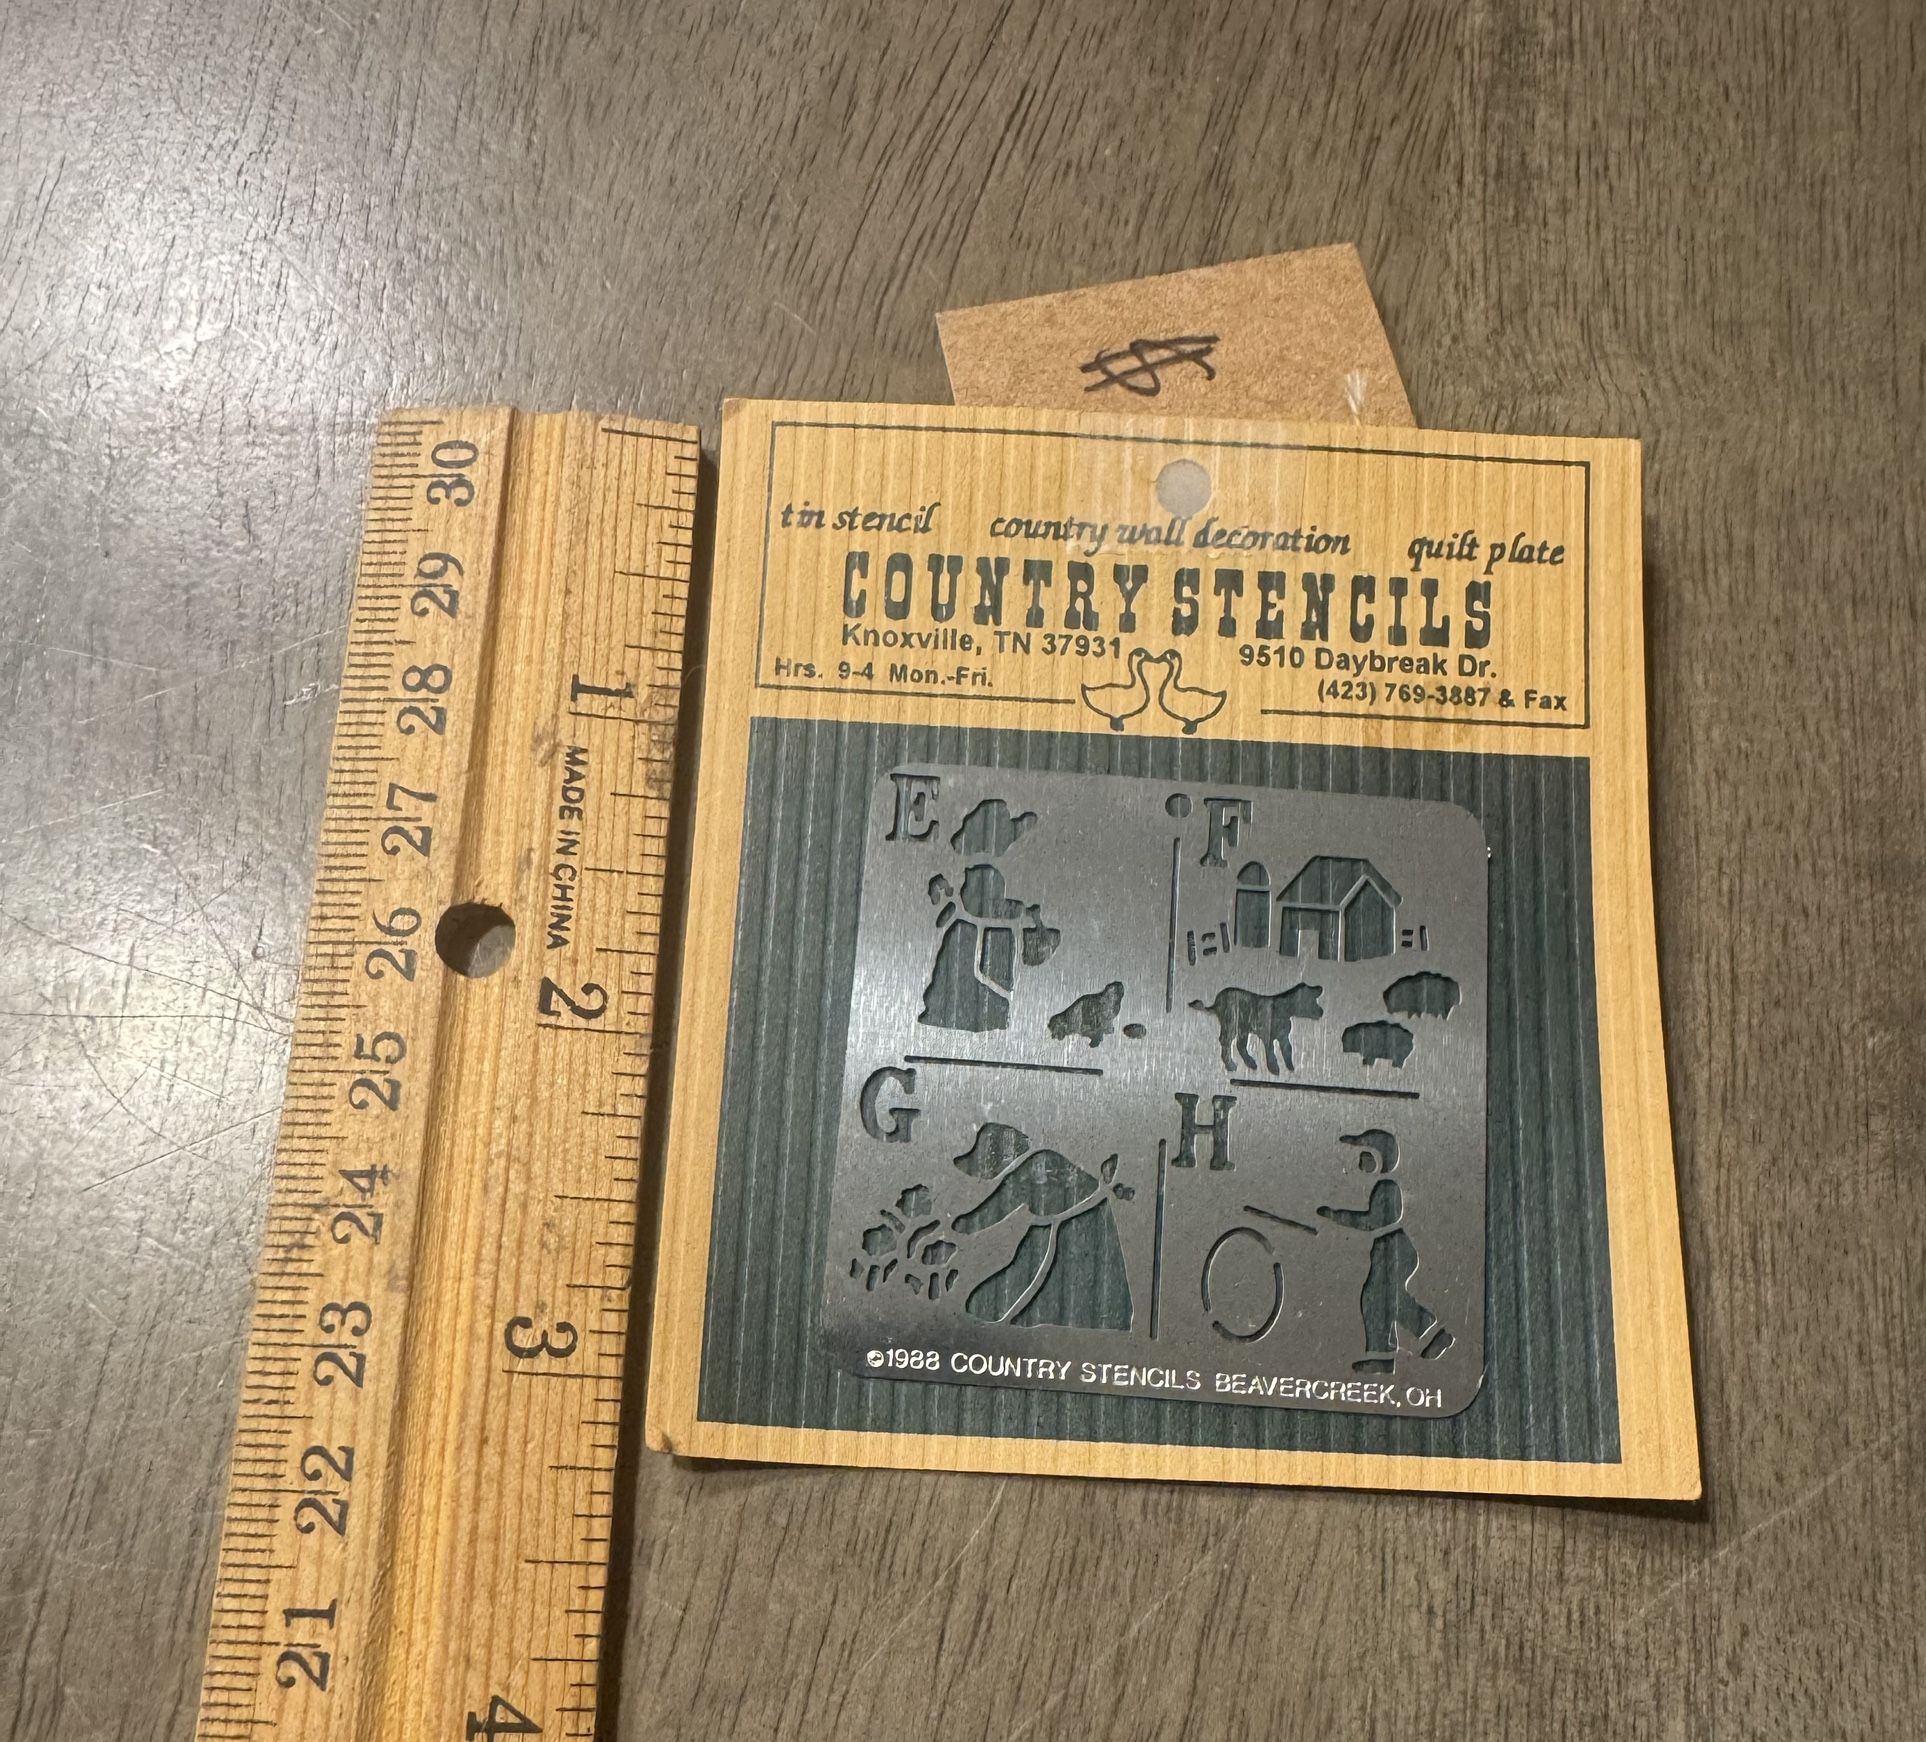 $
tin stencil country wall decoration quilt plate
COUNTRY STENCILS
Knoxville, TN 37931 9510 Daybreak Dr.
Hrs. 9-4 Mon.-Fri. (423) 769-3887 & Fax
E F
G H
©1988 COUNTRY STENCILS BEAVERCREEK, OH
30
29
28
27
26
25
24
23
22
21
1
MADE IN CHINA
2
3
4